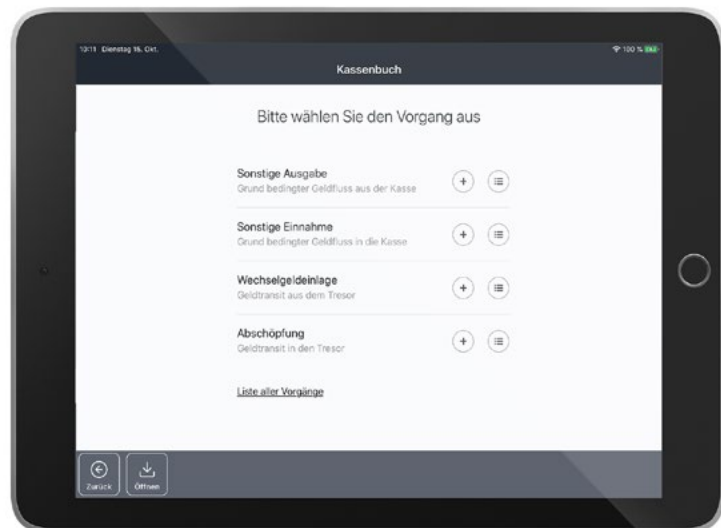 10:11 Dienstag 15. Okt.
100 %
Kassenbuch
Bitte wählen Sie den Vorgang aus
Sonstige Ausgabe
Grund bedingter Geldfluss aus der Kasse
Sonstige Einnahme
Grund bedingter Geldfluss in die Kasse
Wechselgeldeinlage
Geldtransit aus dem Tresor
Abschöpfung
Geldtransit in den Tresor
Liste aller Vorgänge
Zurück
Öffnen